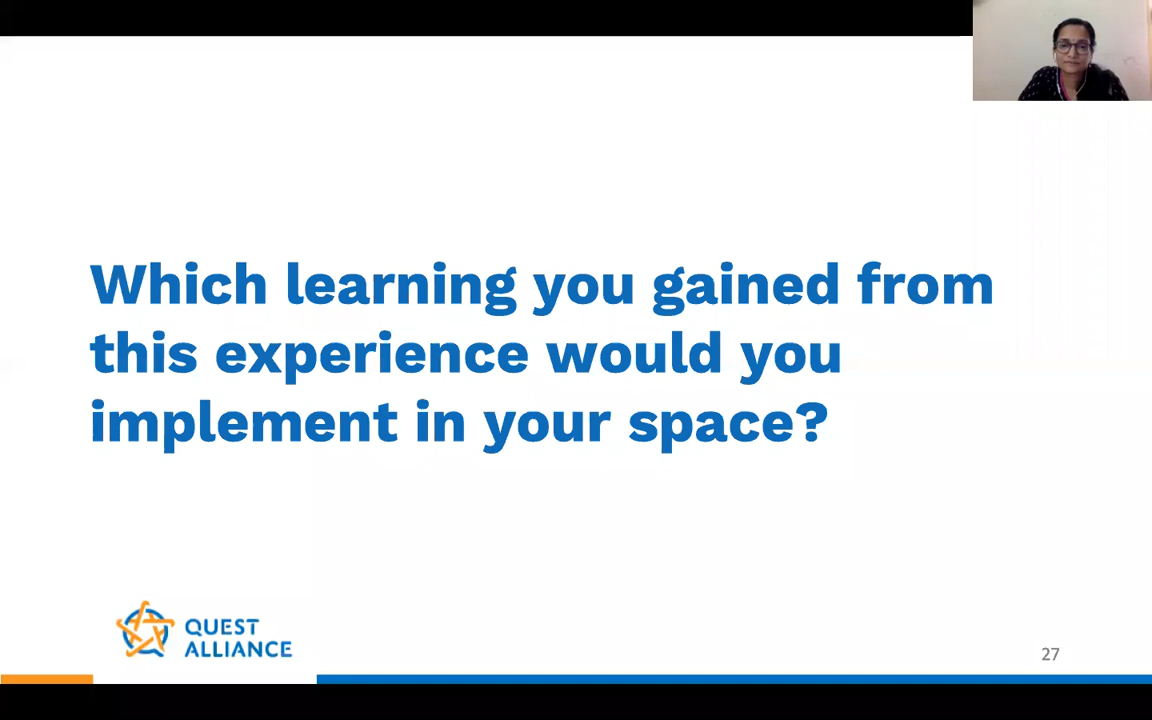 Which learning you gained from
this experience would you
implement in your space?
QUEST
ALLIANCE
27